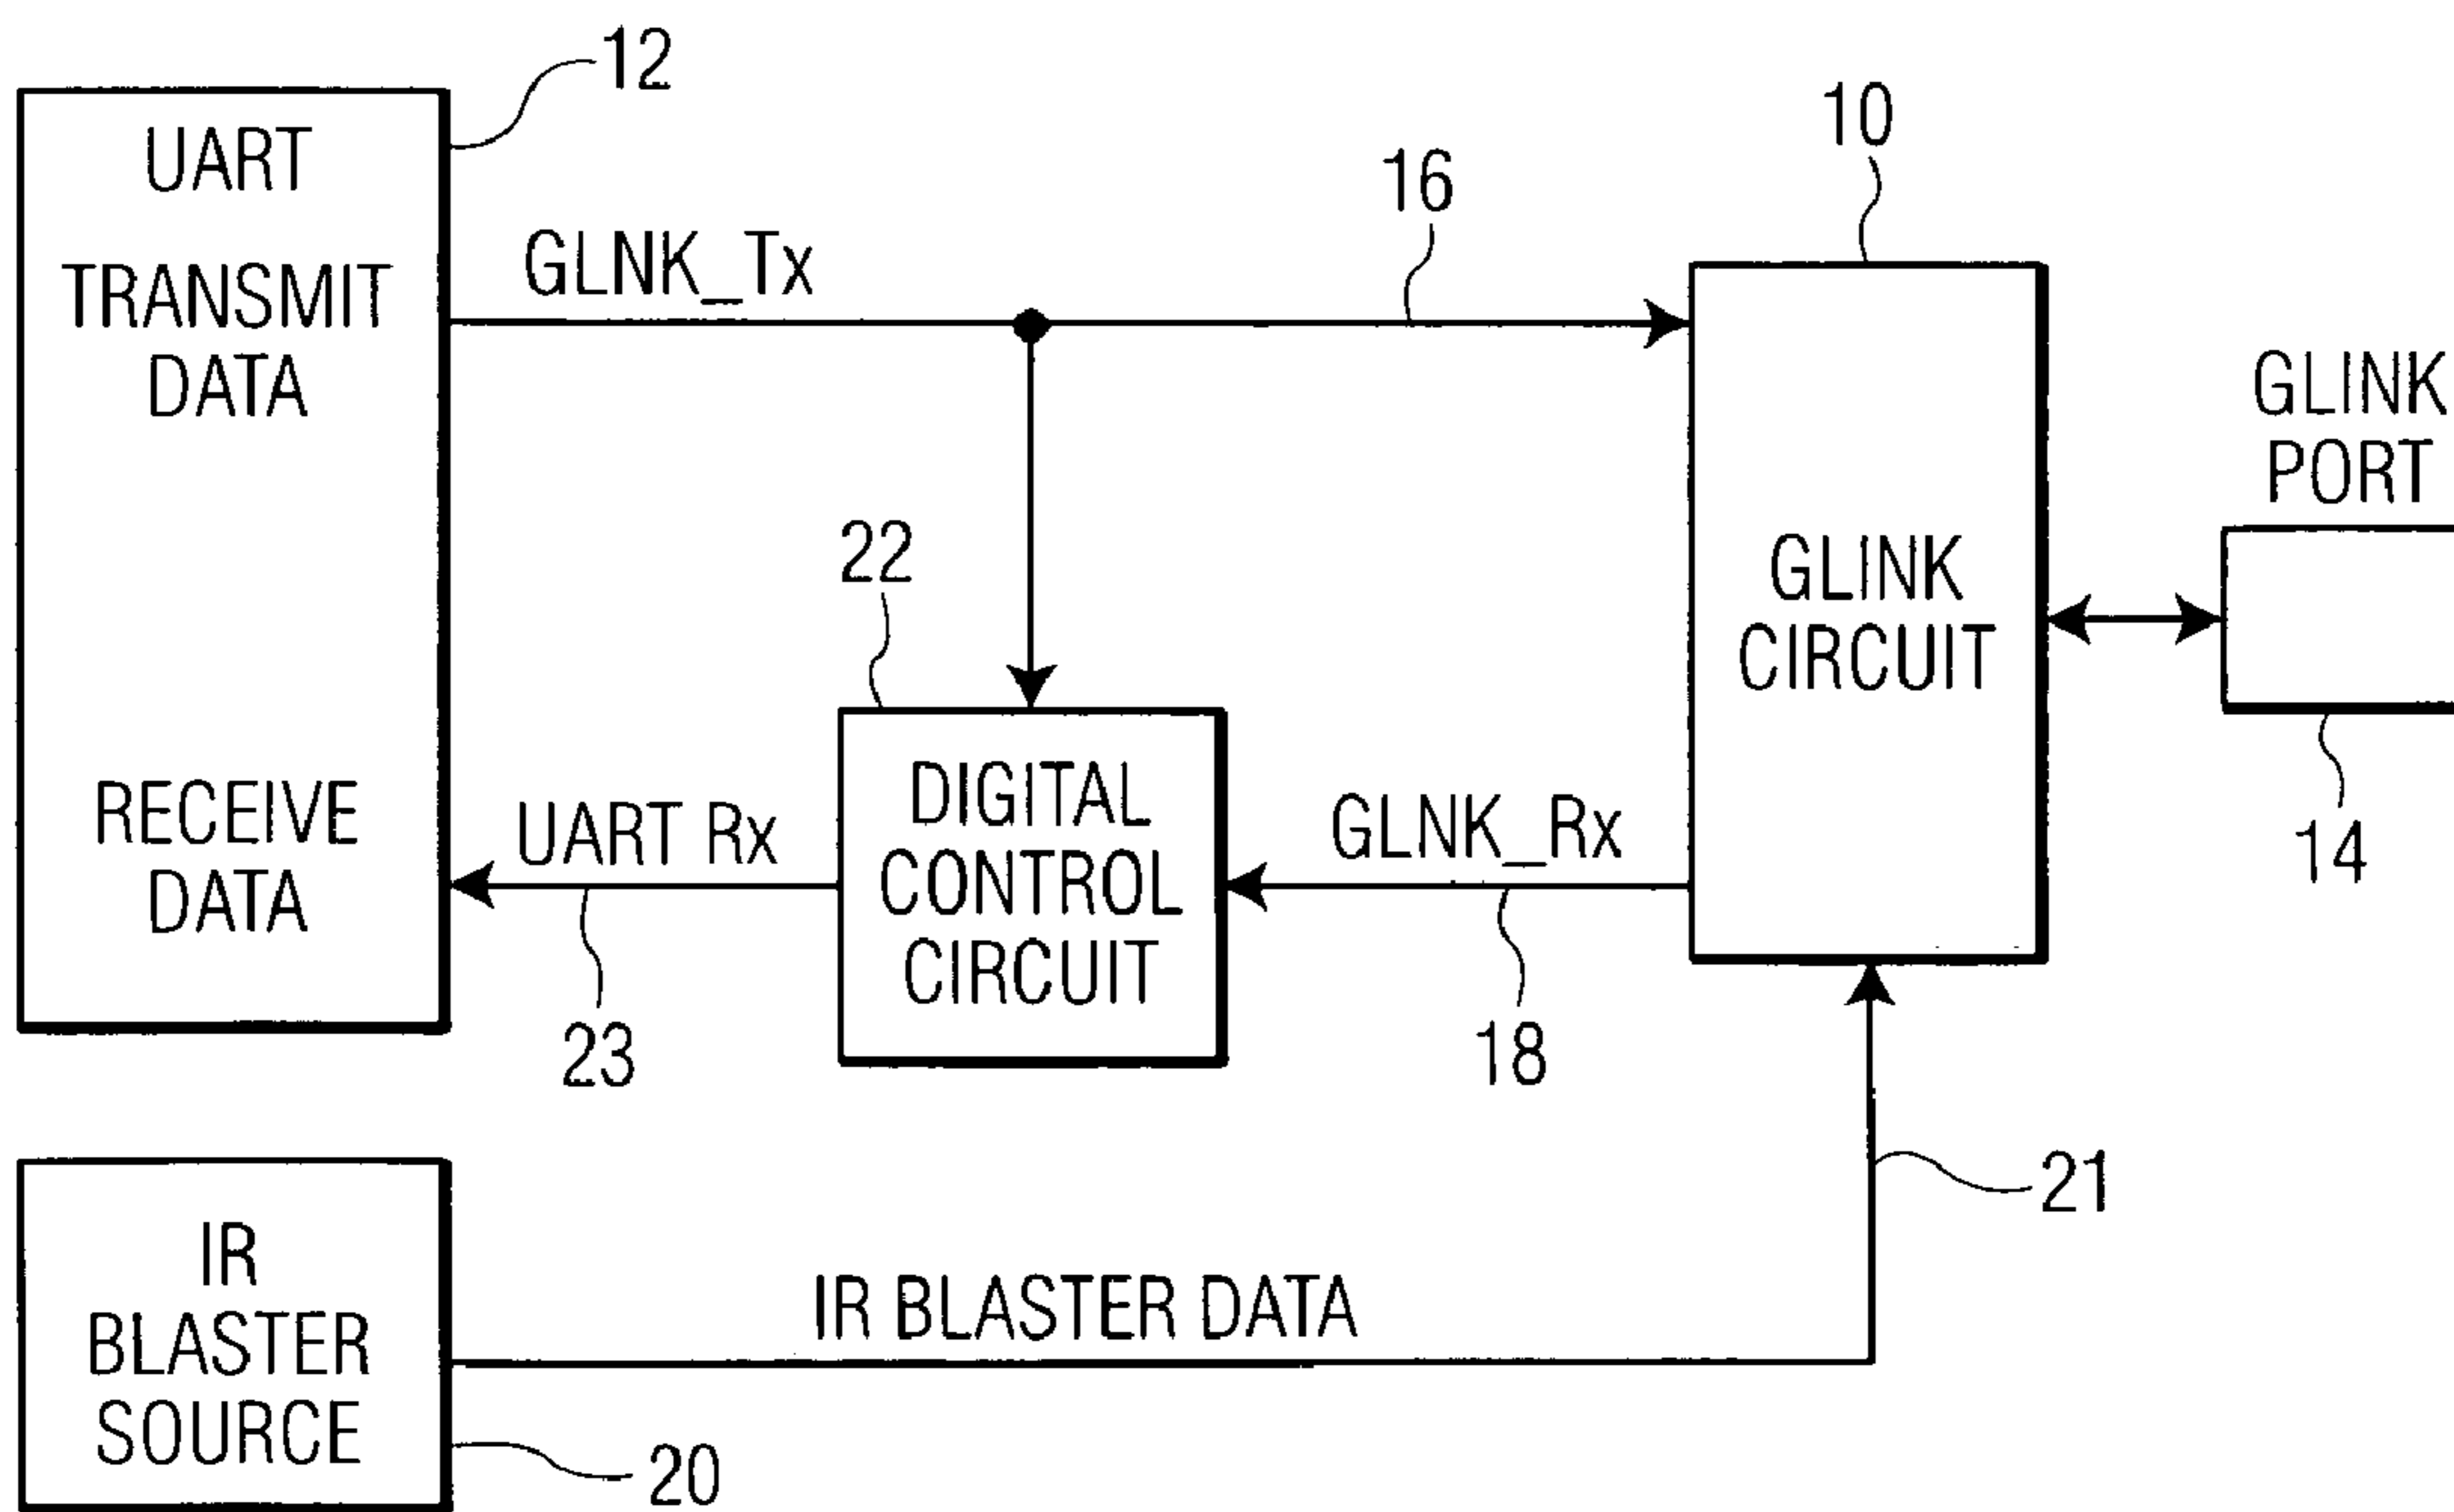 12
UART
TRANSMIT
DATA
RECEIVE
DATA
GLNK_Tx
16
10
GLINK
CIRCUIT
GLINK
PORT
14
22
DIGITAL
CONTROL
CIRCUIT
UART Rx
23
GLNK_Rx
18
21
IR
BLASTER
SOURCE
20
IR BLASTER DATA